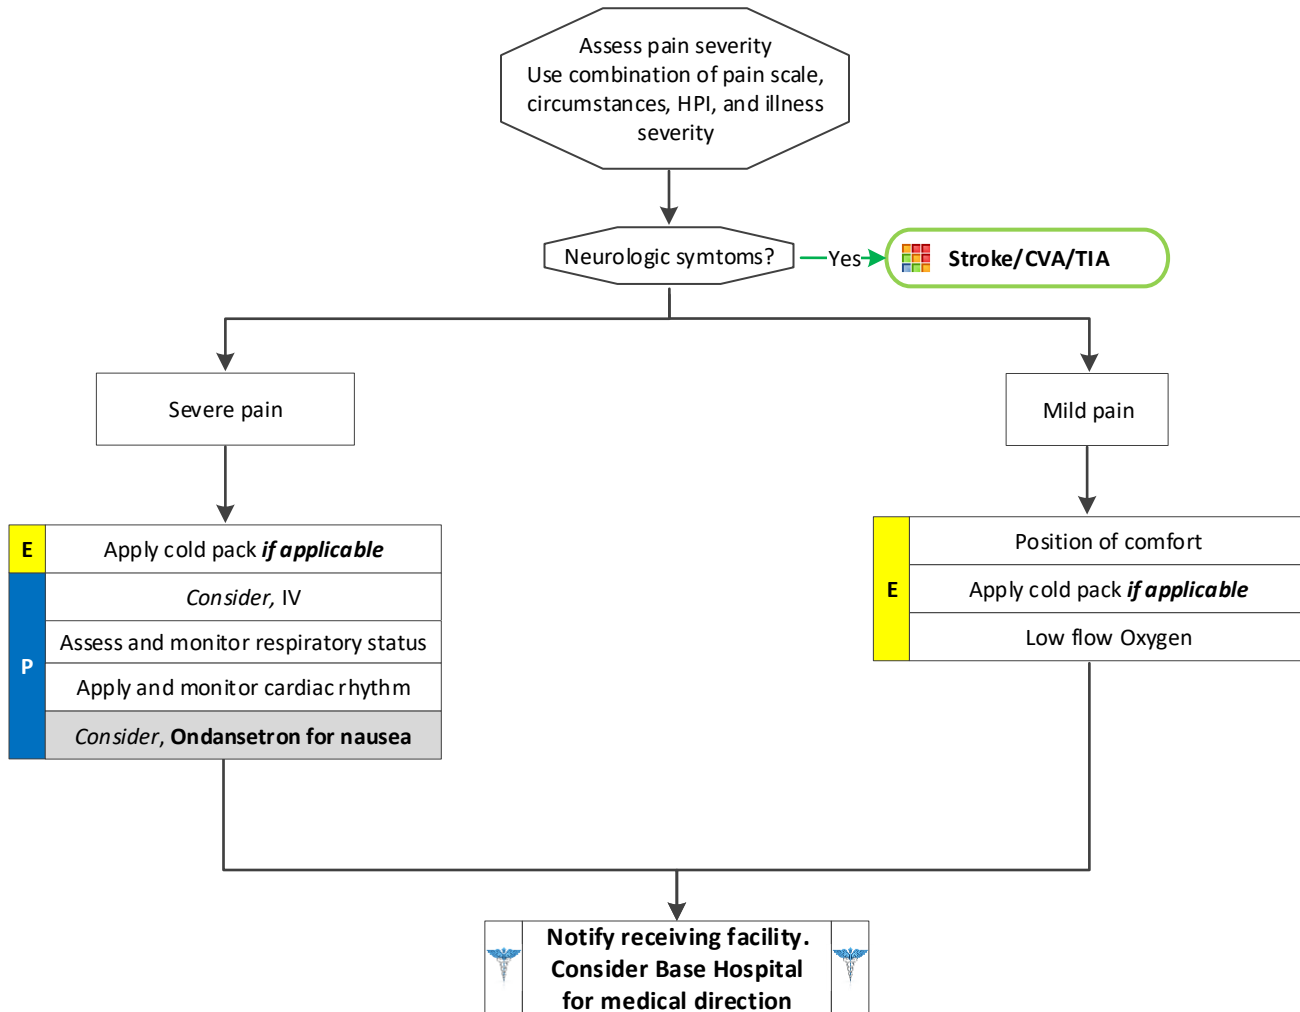 Assess pain severity
Use combination of pain scale,
circumstances, HPI, and illness
severity
Neurologic symtoms?
Yes
Stroke/CVA/TIA
Severe pain
Mild pain
E
Apply cold pack if applicable
P
Consider, IV
Assess and monitor respiratory status
Apply and monitor cardiac rhythm
Consider, Ondansetron for nausea
E
Position of comfort
Apply cold pack if applicable
Low flow Oxygen
Notify receiving facility.
Consider Base Hospital
for medical direction